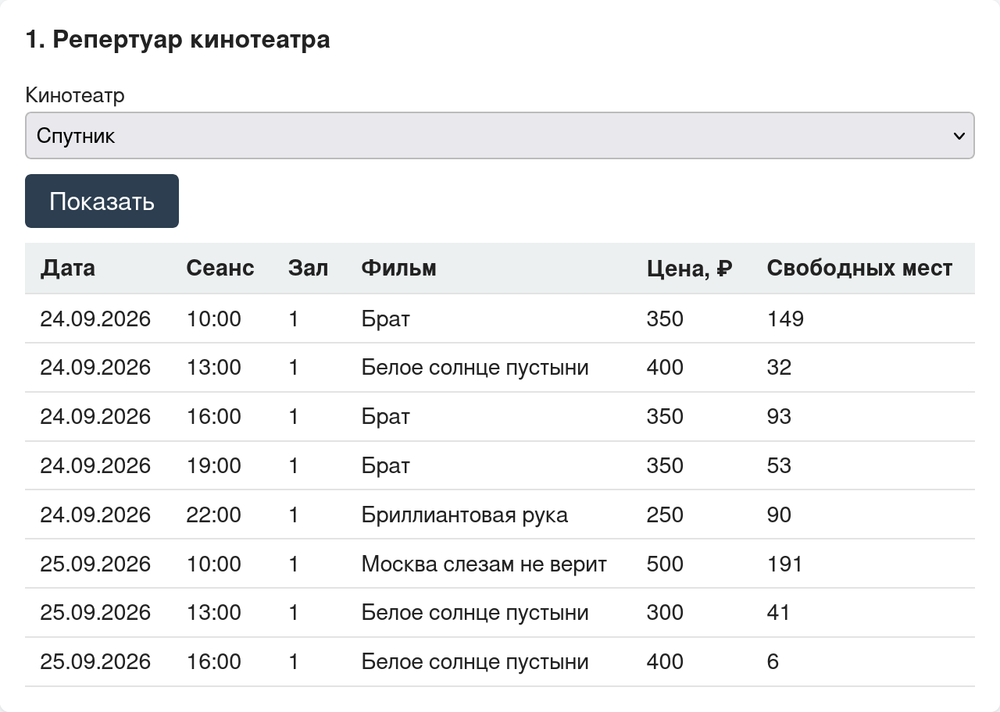 1. Репертуар кинотеатра
Кинотеатр
Спутник
Показать
Дата Сеанс Зал Фильм Цена, ₽ Свободных мест
24.09.2026 10:00 1 Брат 350 149
24.09.2026 13:00 1 Белое солнце пустыни 400 32
24.09.2026 16:00 1 Брат 350 93
24.09.2026 19:00 1 Брат 350 53
24.09.2026 22:00 1 Бриллиантовая рука 250 90
25.09.2026 10:00 1 Москва слезам не верит 500 191
25.09.2026 13:00 1 Белое солнце пустыни 300 41
25.09.2026 16:00 1 Белое солнце пустыни 400 6